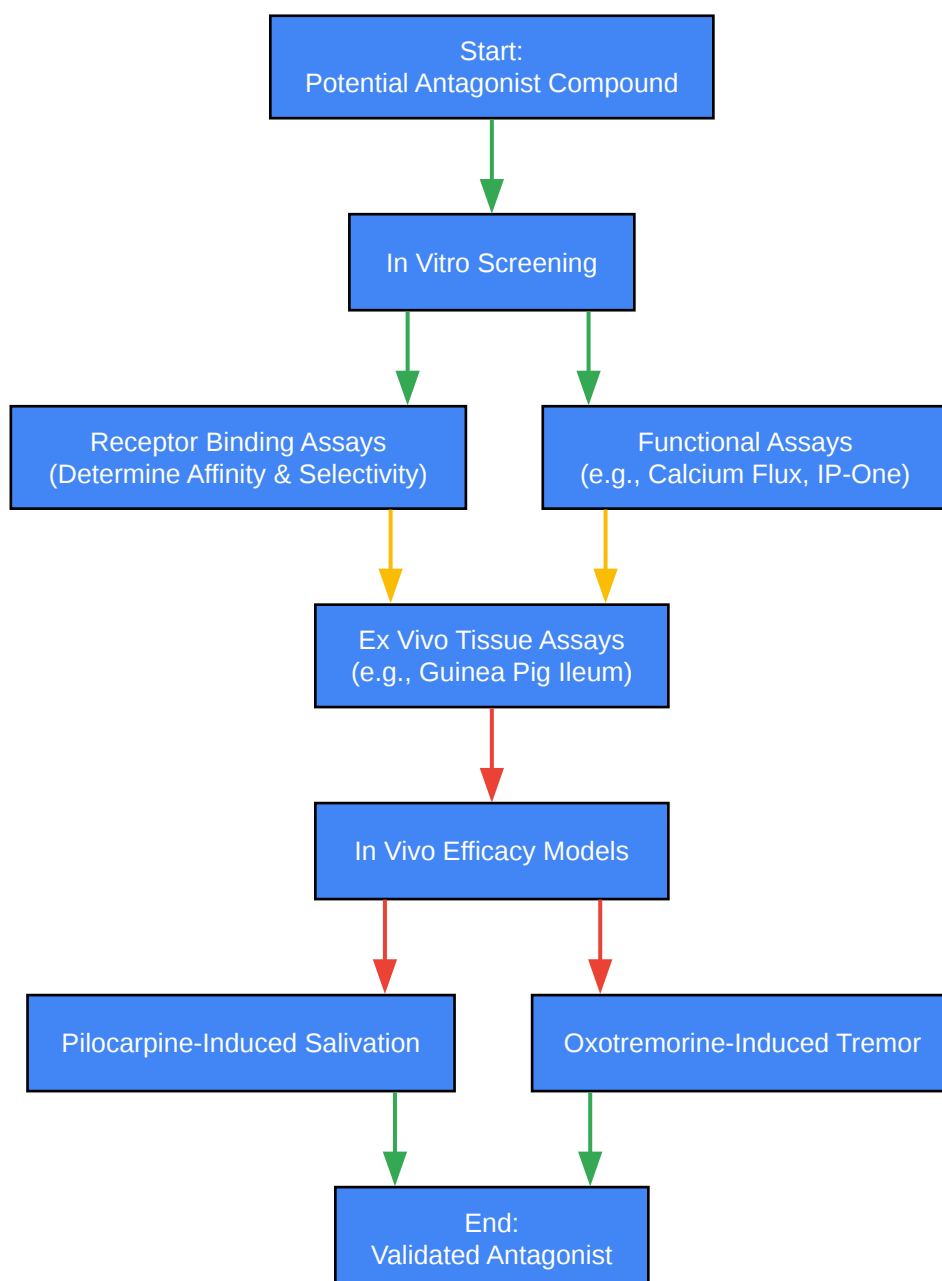 Start:
Potential Antagonist Compound
In Vitro Screening
Receptor Binding Assays
(Determine Affinity & Selectivity)
Functional Assays
(e.g., Calcium Flux, IP-One)
Ex Vivo Tissue Assays
(e.g., Guinea Pig Ileum)
In Vivo Efficacy Models
Pilocarpine-Induced Salivation
Oxotremorine-Induced Tremor
End:
Validated Antagonist